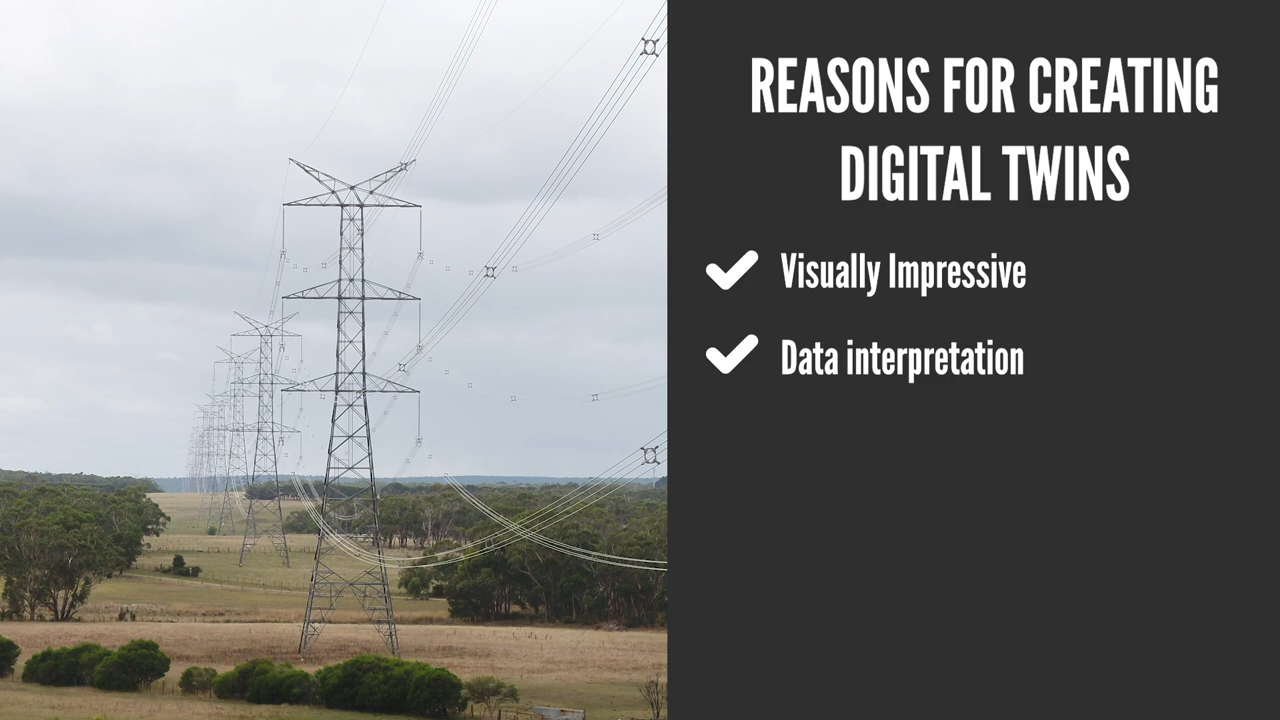 REASONS FOR CREATING
DIGITAL TWINS
Visually Impressive
Data interpretation